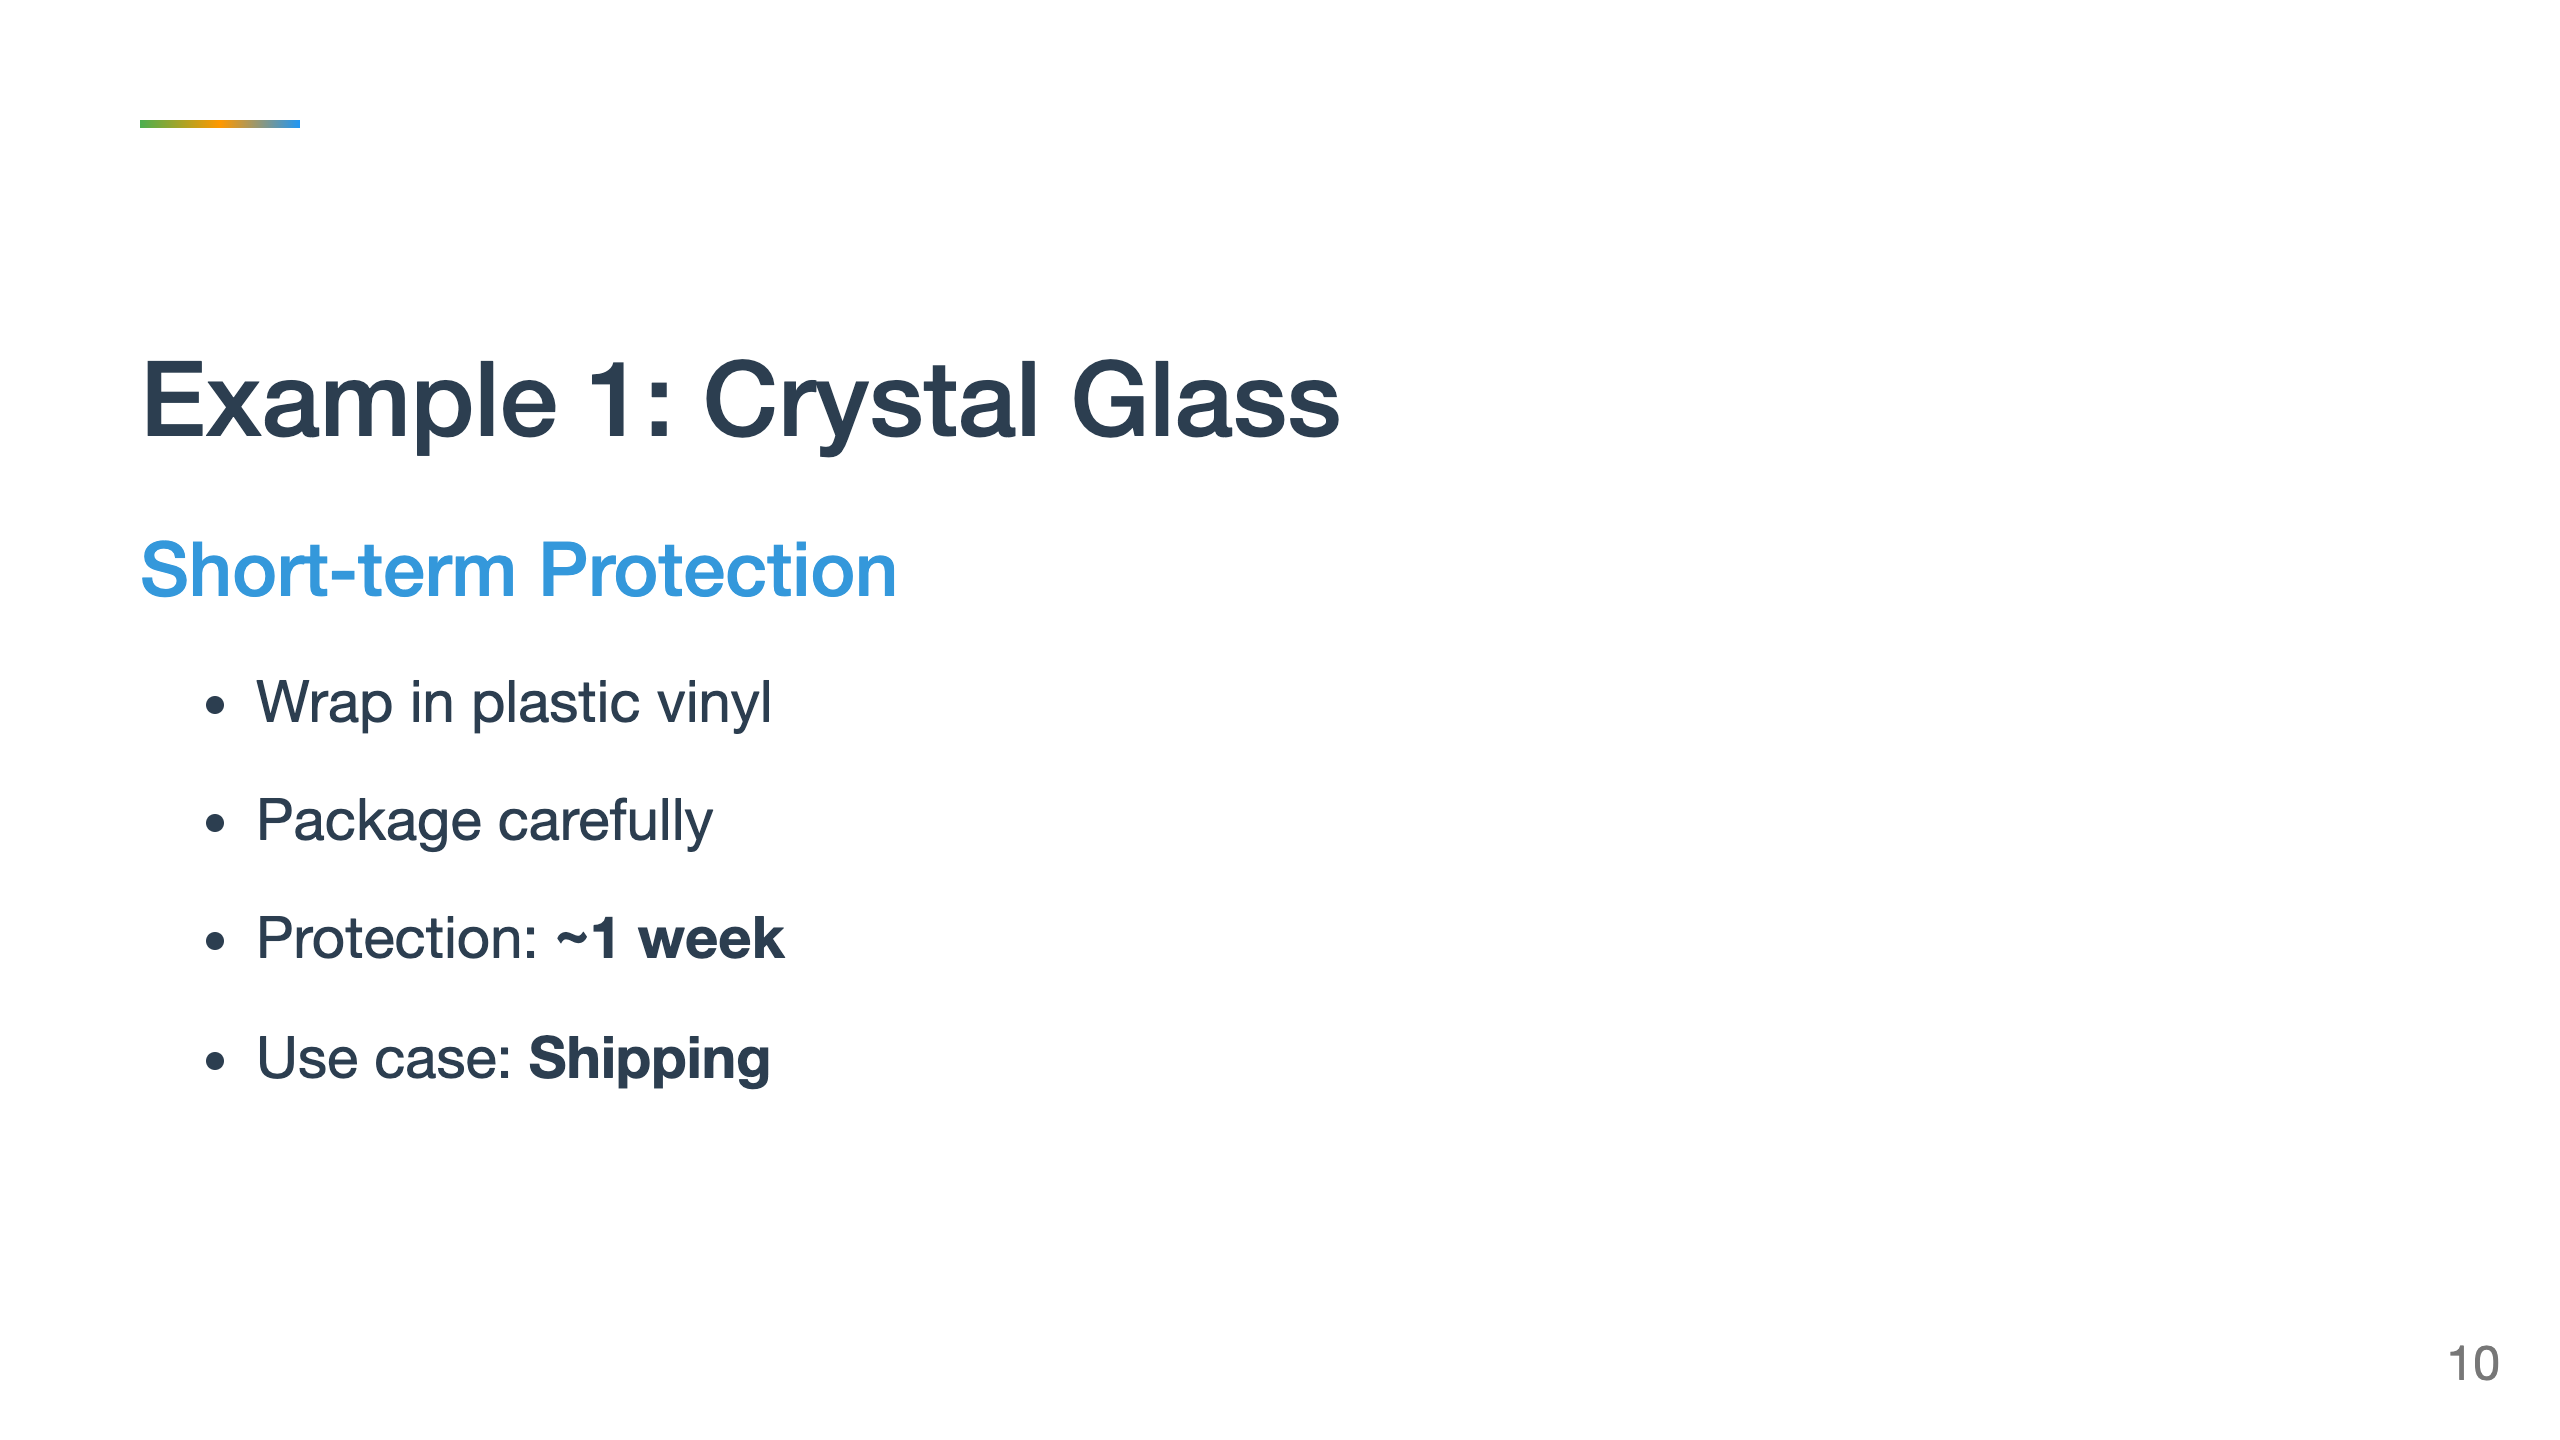 Example 1: Crystal Glass
Short-term Protection
• Wrap in plastic vinyl
• Package carefully
• Protection: ~1 week
• Use case: Shipping
10